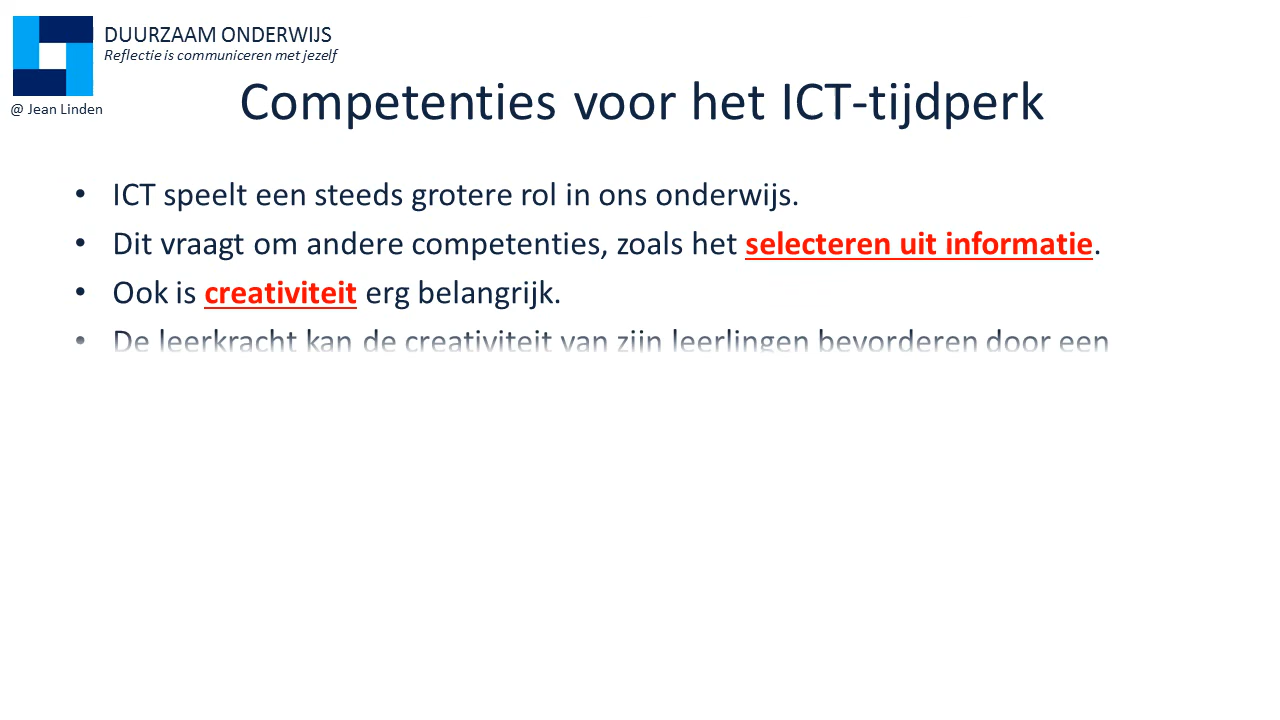 DUURZAAM ONDERWIJS
Reflectie is communiceren met jezelf
@ Jean Linden
Competenties voor het ICT-tijdperk
• ICT speelt een steeds grotere rol in ons onderwijs.
• Dit vraagt om andere competenties, zoals het selecteren uit informatie.
• Ook is creativiteit erg belangrijk.
• De leerkracht kan de creativiteit van zijn leerlingen bevorderen door een